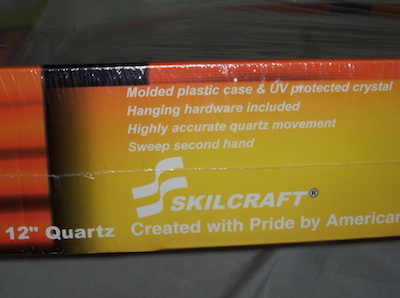 Molded plastic case & UV protected crystal
Hanging hardware included
Highly accurate quartz movement
Sweep second hand
SKILCRAFT®
12" Quartz Created with Pride by American